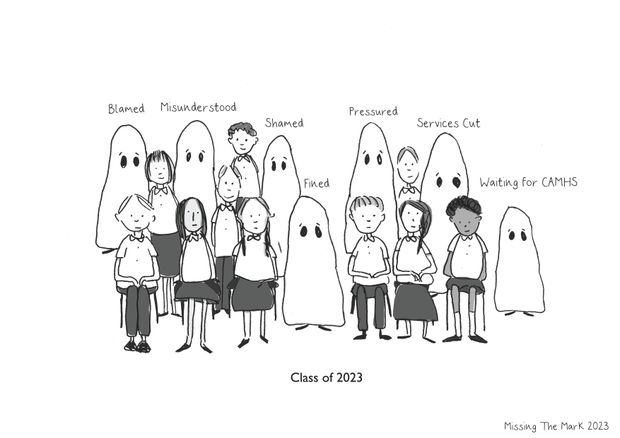 Blamed
Misunderstood
Shamed
Pressured
Services Cut
Fined
Waiting for CAMHS
Class of 2023
Missing The Mark 2023